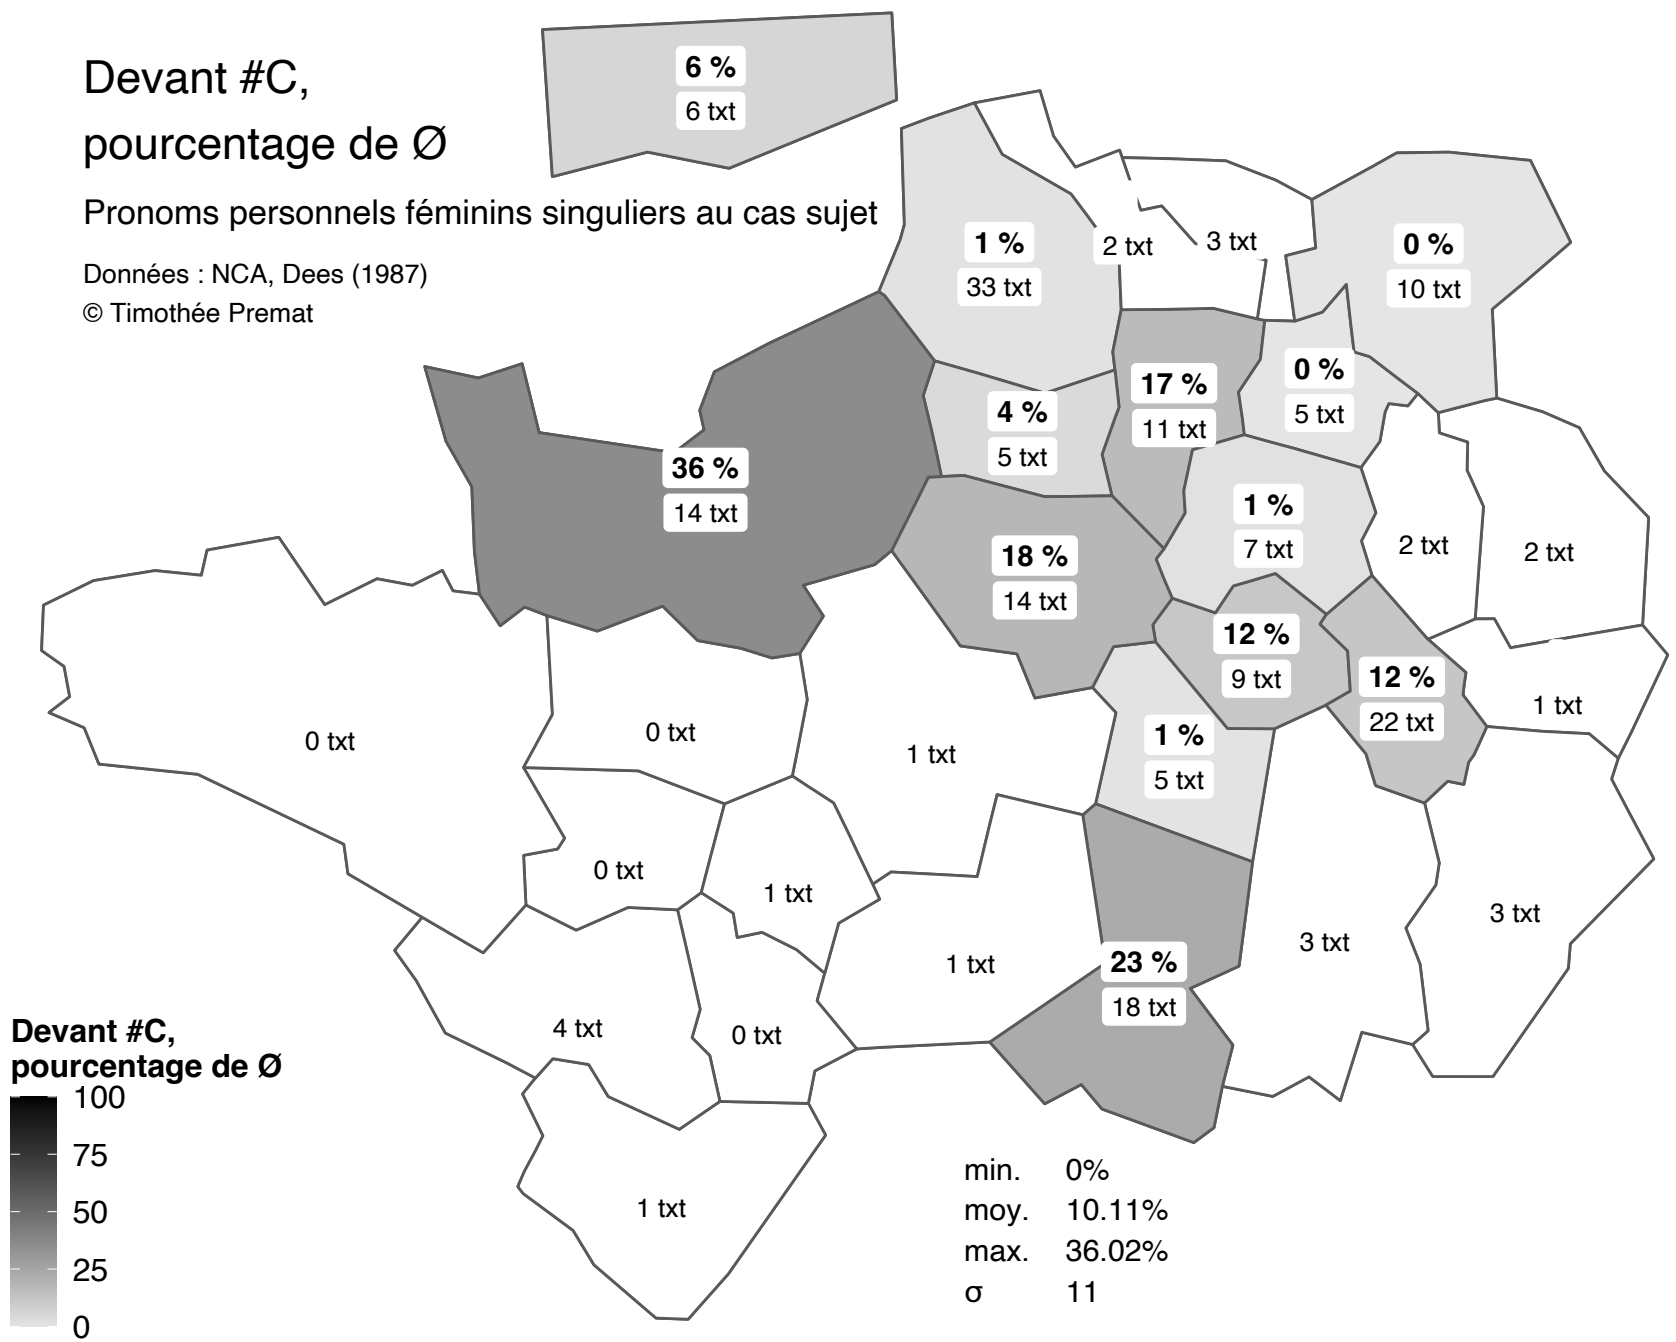 Devant #C,
pourcentage de Ø
Pronoms personnels féminins singuliers au cas sujet
Données : NCA, Dees (1987)
© Timothée Premat
6 %
6 txt
1 %
33 txt
2 txt
3 txt
0 %
10 txt
36 %
14 txt
4 %
5 txt
17 %
11 txt
0 %
5 txt
18 %
14 txt
1 %
7 txt
2 txt
2 txt
12 %
9 txt
12 %
22 txt
1 txt
0 txt
0 txt
1 txt
1 %
5 txt
0 txt
1 txt
1 txt
23 %
18 txt
3 txt
3 txt
4 txt
0 txt
1 txt
Devant #C,
pourcentage de Ø
100
75
50
25
0
min. 0%
moy. 10.11%
max. 36.02%
σ 11